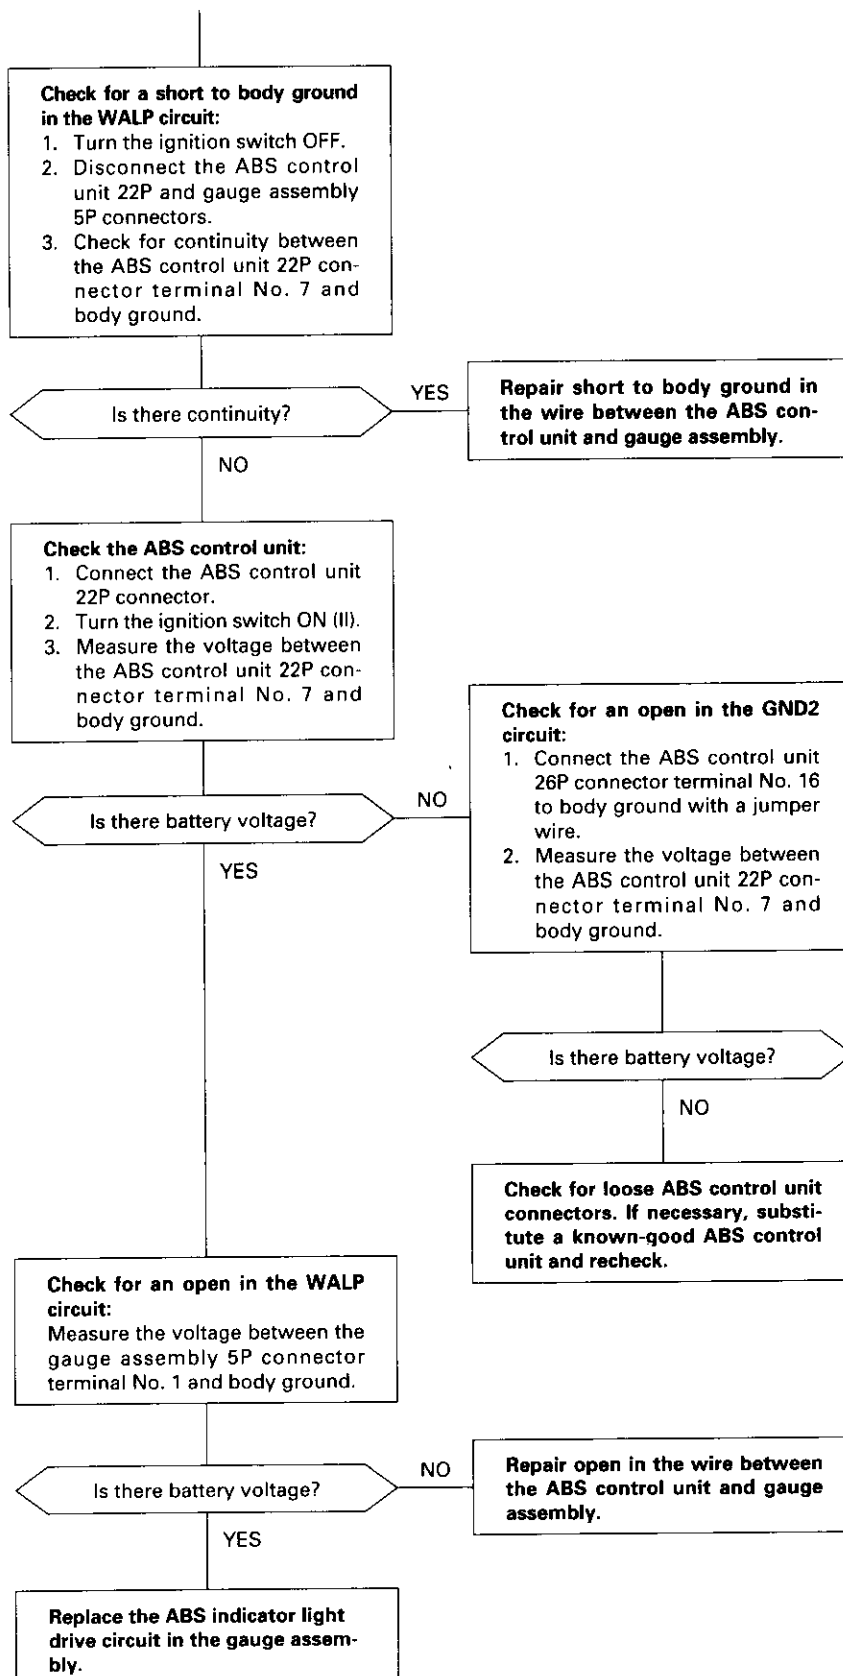 Check for a short to body ground
in the WALP circuit:
1. Turn the ignition switch OFF.
2. Disconnect the ABS control
unit 22P and gauge assembly
5P connectors.
3. Check for continuity between
the ABS control unit 22P con-
nector terminal No. 7 and
body ground.
Is there continuity?
YES
Repair short to body ground in
the wire between the ABS con-
trol unit and gauge assembly.
NO
Check the ABS control unit:
1. Connect the ABS control unit
22P connector.
2. Turn the ignition switch ON (II).
3. Measure the voltage between
the ABS control unit 22P con-
nector terminal No. 7 and
body ground.
Is there battery voltage?
NO
Check for an open in the GND2
circuit:
1. Connect the ABS control unit
26P connector terminal No. 16
to body ground with a jumper
wire.
2. Measure the voltage between
the ABS control unit 22P con-
nector terminal No. 7 and
body ground.
YES
Is there battery voltage?
NO
Check for loose ABS control unit
connectors. If necessary, substi-
tute a known-good ABS control
unit and recheck.
Check for an open in the WALP
circuit:
Measure the voltage between the
gauge assembly 5P connector
terminal No. 1 and body ground.
Is there battery voltage?
NO
Repair open in the wire between
the ABS control unit and gauge
assembly.
YES
Replace the ABS indicator light
drive circuit in the gauge assem-
bly.